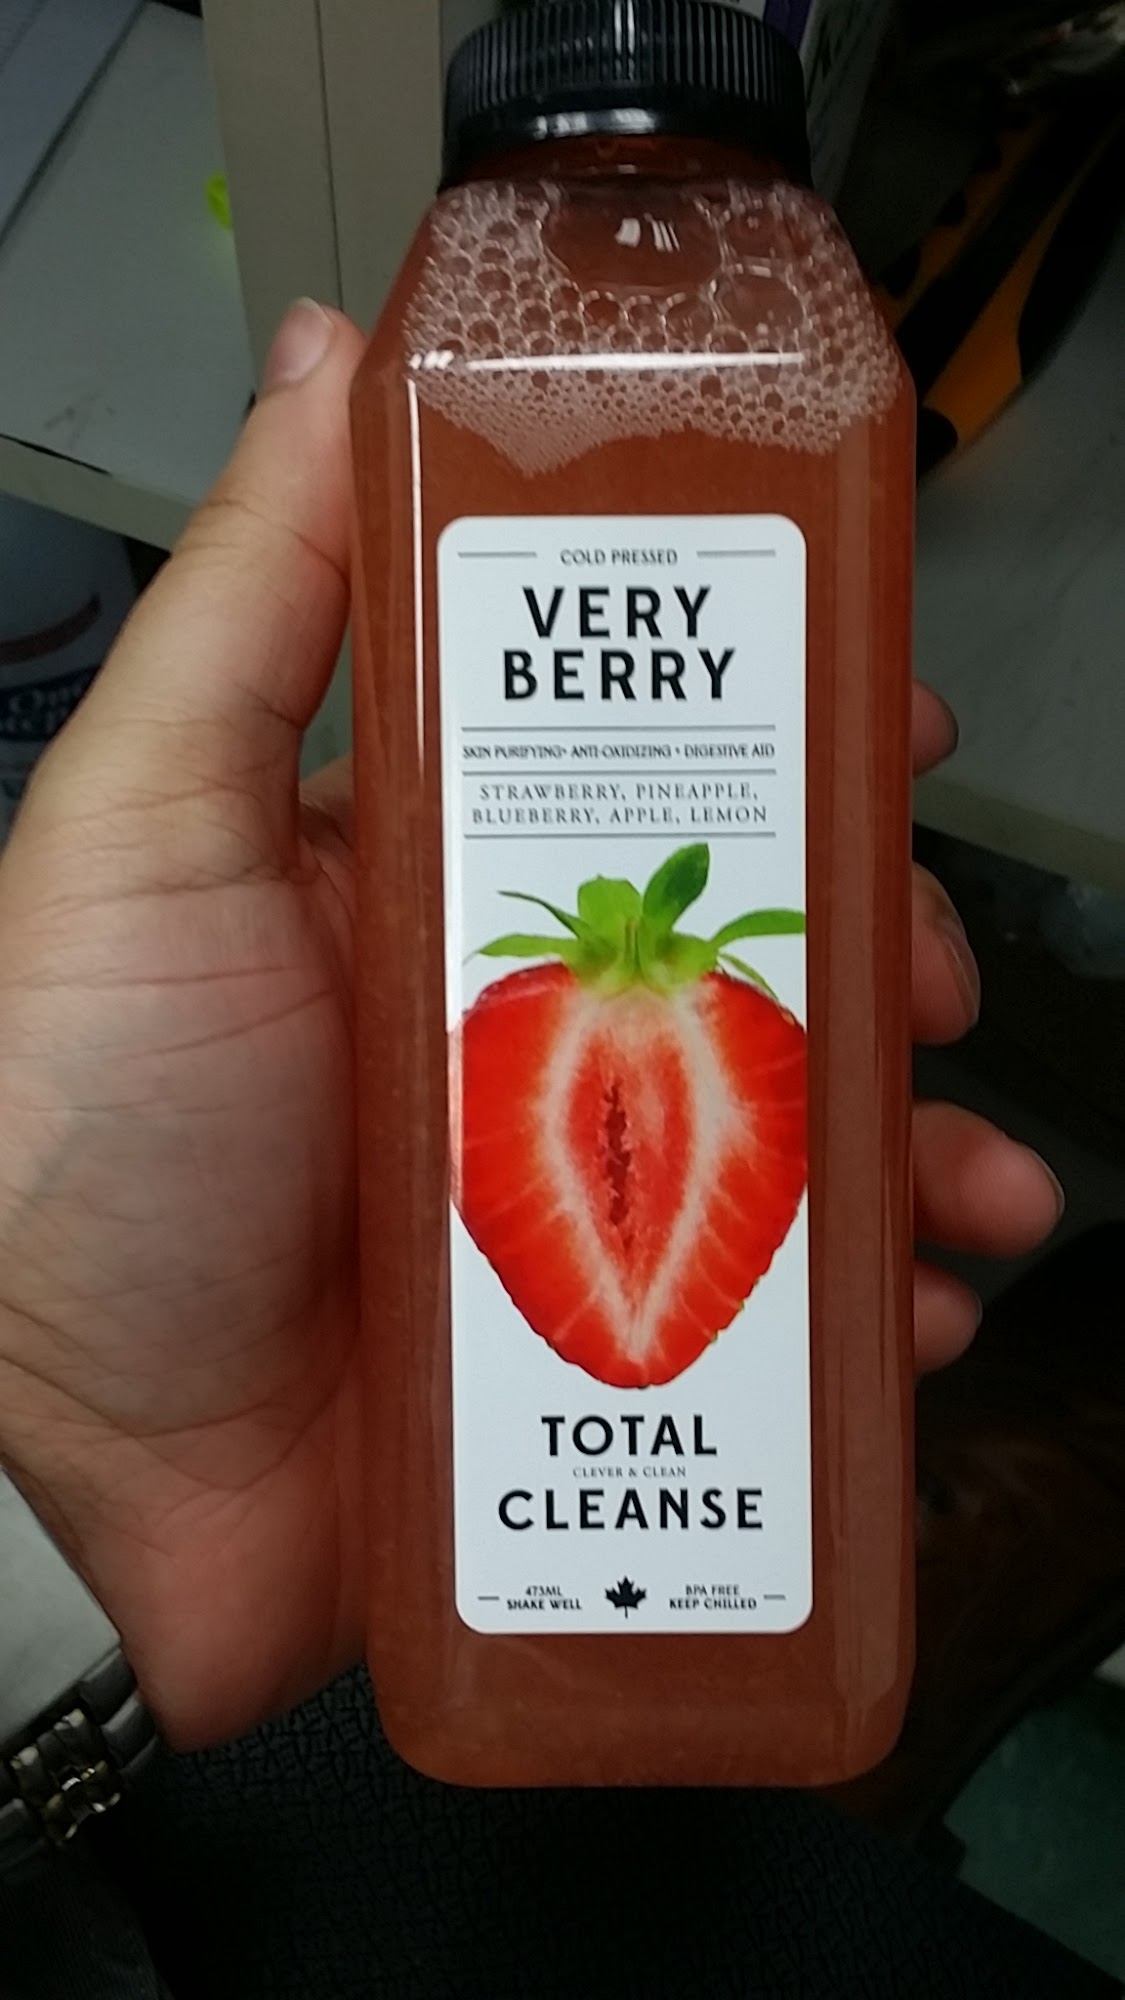 COLD PRESSED
VERY
BERRY
SKIN PURIFYING• ANTI-OXIDIZING • DIGESTIVE AID
STRAWBERRY, PINEAPPLE,
BLUEBERRY, APPLE, LEMON
TOTAL
CLEVER & CLEAN
CLEANSE
473ML
SHAKE WELL
BPA FREE
KEEP CHILLED